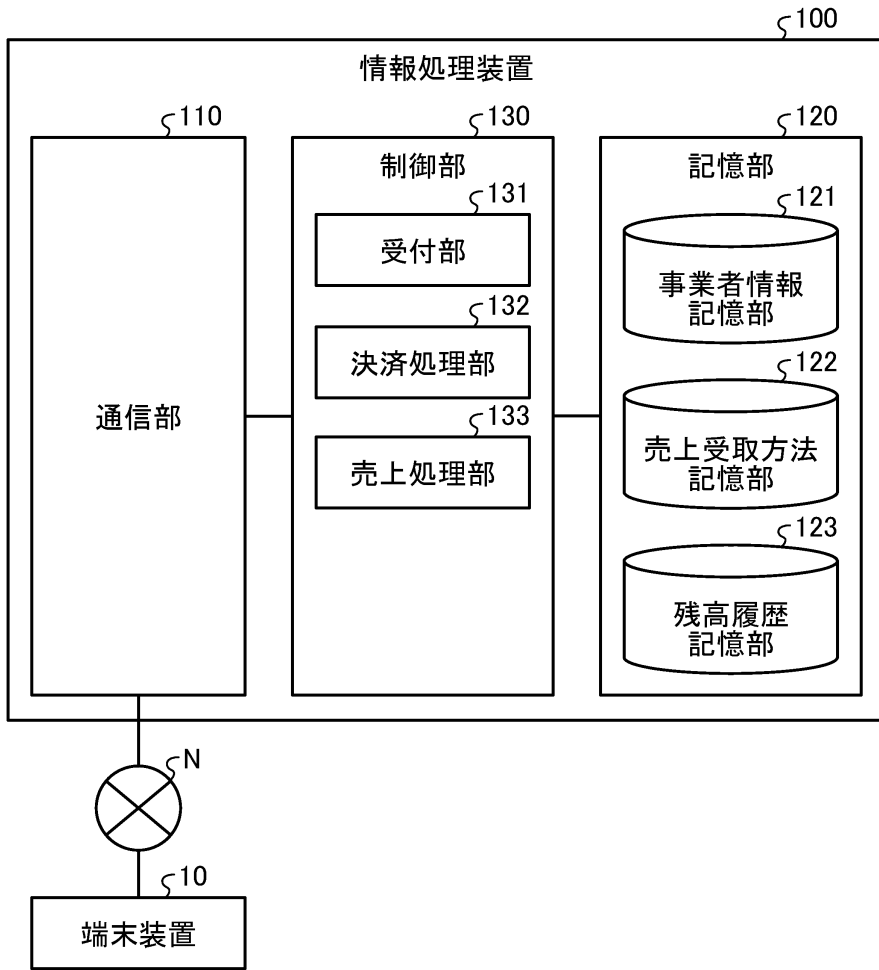 100
情報処理装置
110
通信部
130
制御部
131
受付部
132
決済処理部
133
売上処理部
120
記憶部
121
事業者情報
記憶部
122
売上受取方法
記憶部
123
残高履歴
記憶部
N
10
端末装置